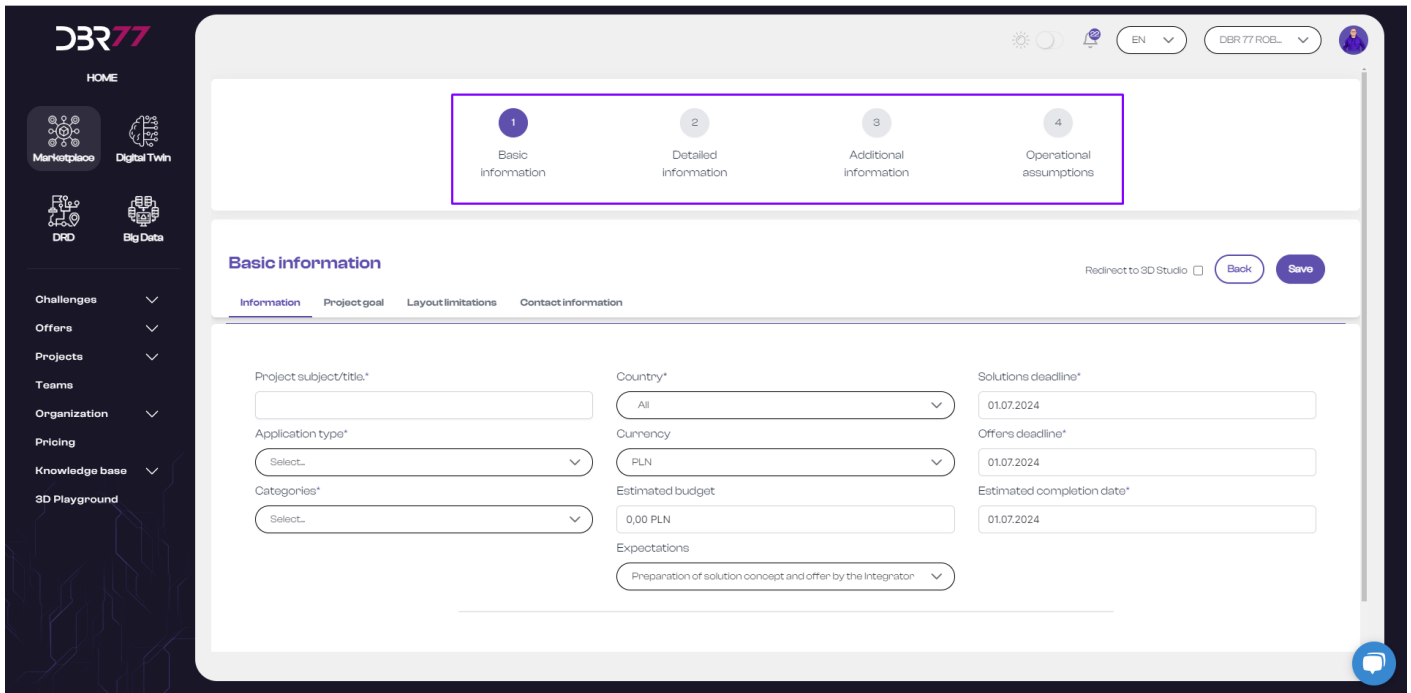 DBR77
HOME
Marketplace
Digital Twin
DRD
Big Data
Challenges
Offers
Projects
Teams
Organization
Pricing
Knowledge base
3D Playground
22
EN
DBR 77 ROB...
1
Basic
information
2
Detailed
information
3
Additional
information
4
Operational
assumptions
Basic information
Redirect to 3D Studio
Back
Save
Information
Project goal
Layout limitations
Contact information
Project subject/title.*
Country*
Solutions deadline*
All
01.07.2024
Application type*
Currency
Offers deadline*
Select...
PLN
01.07.2024
Categories*
Estimated budget
Estimated completion date*
Select...
0,00 PLN
01.07.2024
Expectations
Preparation of solution concept and offer by the Integrator